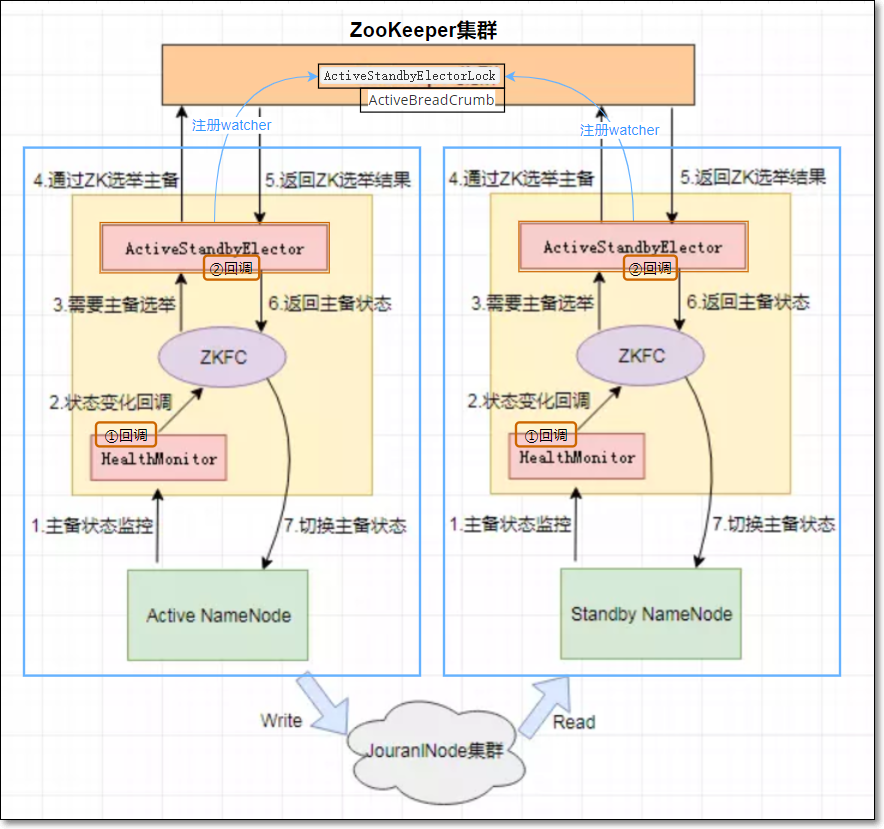 ZooKeeper集群
ActiveStandbyElectorLock
ActiveBreadCrumb
注册watcher
注册watcher
4.通过ZK选举主备
5.返回ZK选举结果
4.通过ZK选举主备
5.返回ZK选举结果
ActiveStandbyElector
②回调
ActiveStandbyElector
②回调
3.需要主备选举
6.返回主备状态
3.需要主备选举
6.返回主备状态
ZKFC
ZKFC
2.状态变化回调
2.状态变化回调
①回调
HealthMonitor
①回调
HealthMonitor
1.主备状态监控
7.切换主备状态
1.主备状态监控
7.切换主备状态
Active NameNode
Standby NameNode
Write
Read
JouranlNode集群